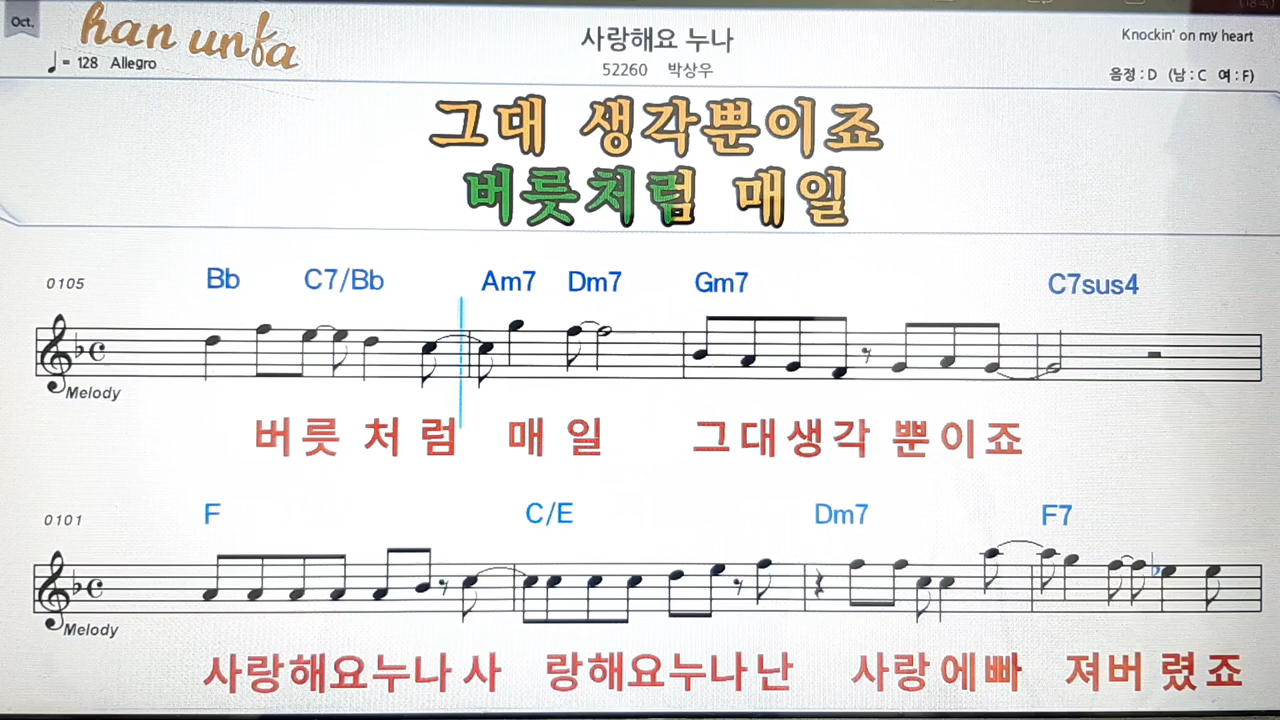 Oct.
han unfa
= 128 Allegro
사랑해요 누나
52260 박상우
Knockin' on my heart
음정 : D (남 : C 여 : F)
그대 생각뿐이죠
버릇처럼 매일
0105
Bb C7/Bb Am7 Dm7 Gm7 C7sus4
Melody
버릇 처 럼 매 일 그대생각 뿐이죠
0101
F C/E Dm7 F7
Melody
사랑해요누나 사 랑해요누나난 사랑에빠 져버 렸죠